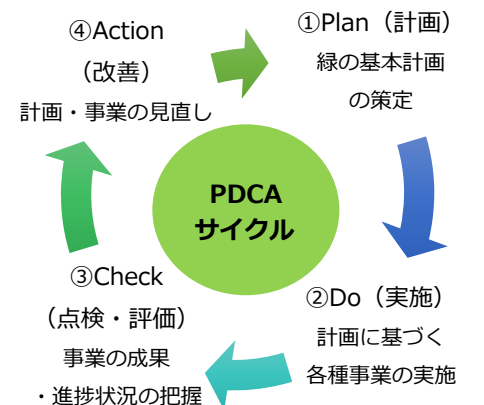 ①Plan（計画）
緑の基本計画
の策定
②Do（実施）
計画に基づく
各種事業の実施
③Check
（点検・評価）
事業の成果
・進捗状況の把握
④Action
（改善）
計画・事業の見直し
PDCA
サイクル